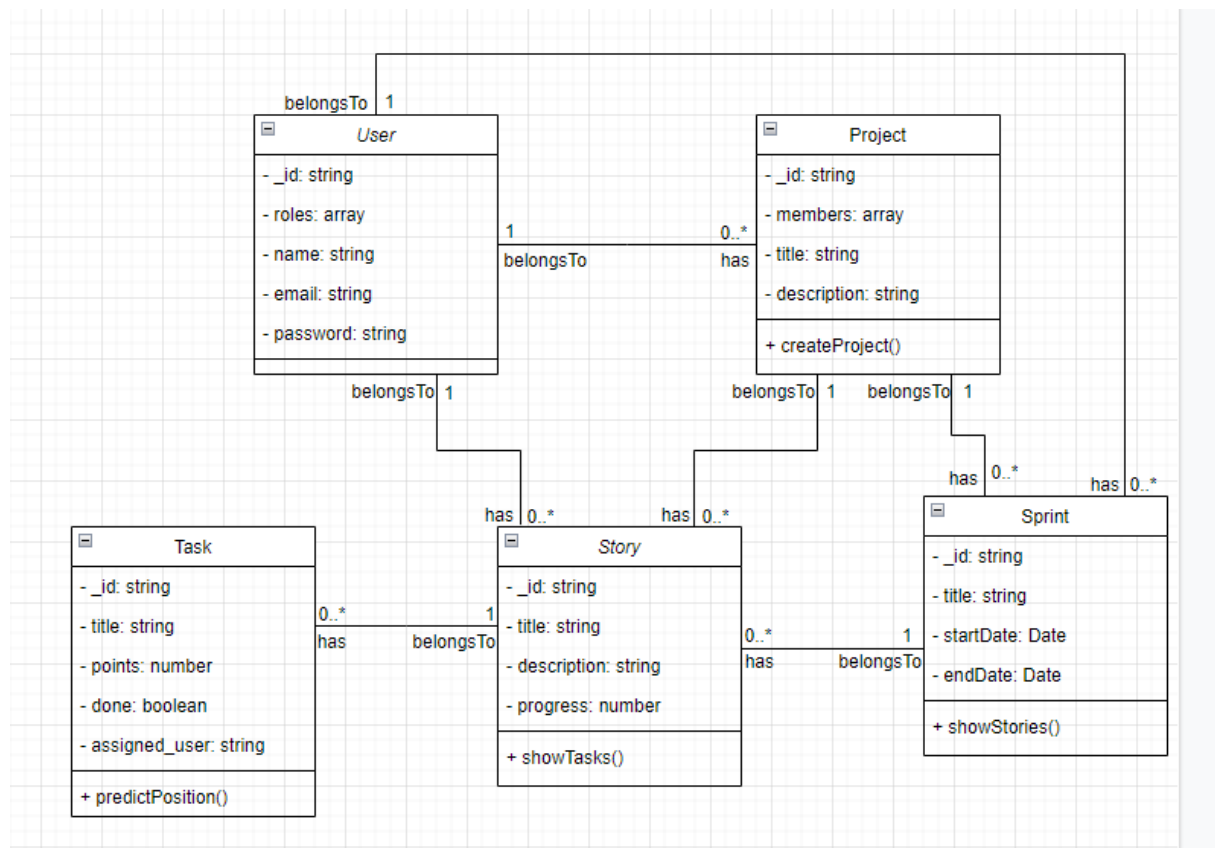 belongsTo 1
User
- _id: string
- roles: array
- name: string
- email: string
- password: string
Project
- _id: string
- members: array
- title: string
- description: string
+ createProject()
1
belongsTo
0..*
has
belongsTo 1
belongsTo 1
belongsTo 1
has 0..*
has 0..*
has 0..*
has 0..*
Task
- _id: string
- title: string
- points: number
- done: boolean
- assigned_user: string
+ predictPosition()
0..*
has
1
belongsTo
Story
- _id: string
- title: string
- description: string
- progress: number
+ showTasks()
0..*
has
1
belongsTo
Sprint
- _id: string
- title: string
- startDate: Date
- endDate: Date
+ showStories()